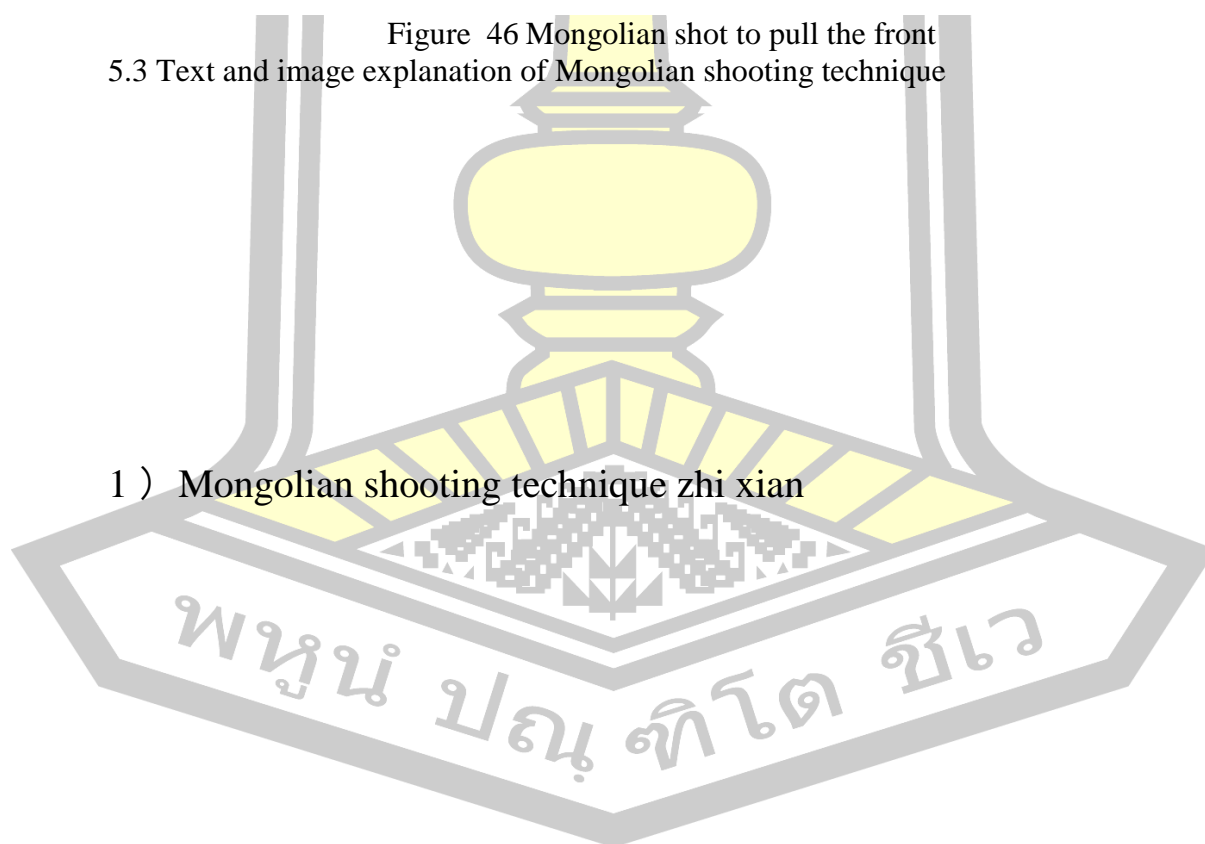 Figure  46 Mongolian shot to pull the front
5.3 Text and image explanation of Mongolian shooting technique
1 ） Mongolian shooting technique zhi xian
พหูนํ ปณฺฑิโต ชีเว